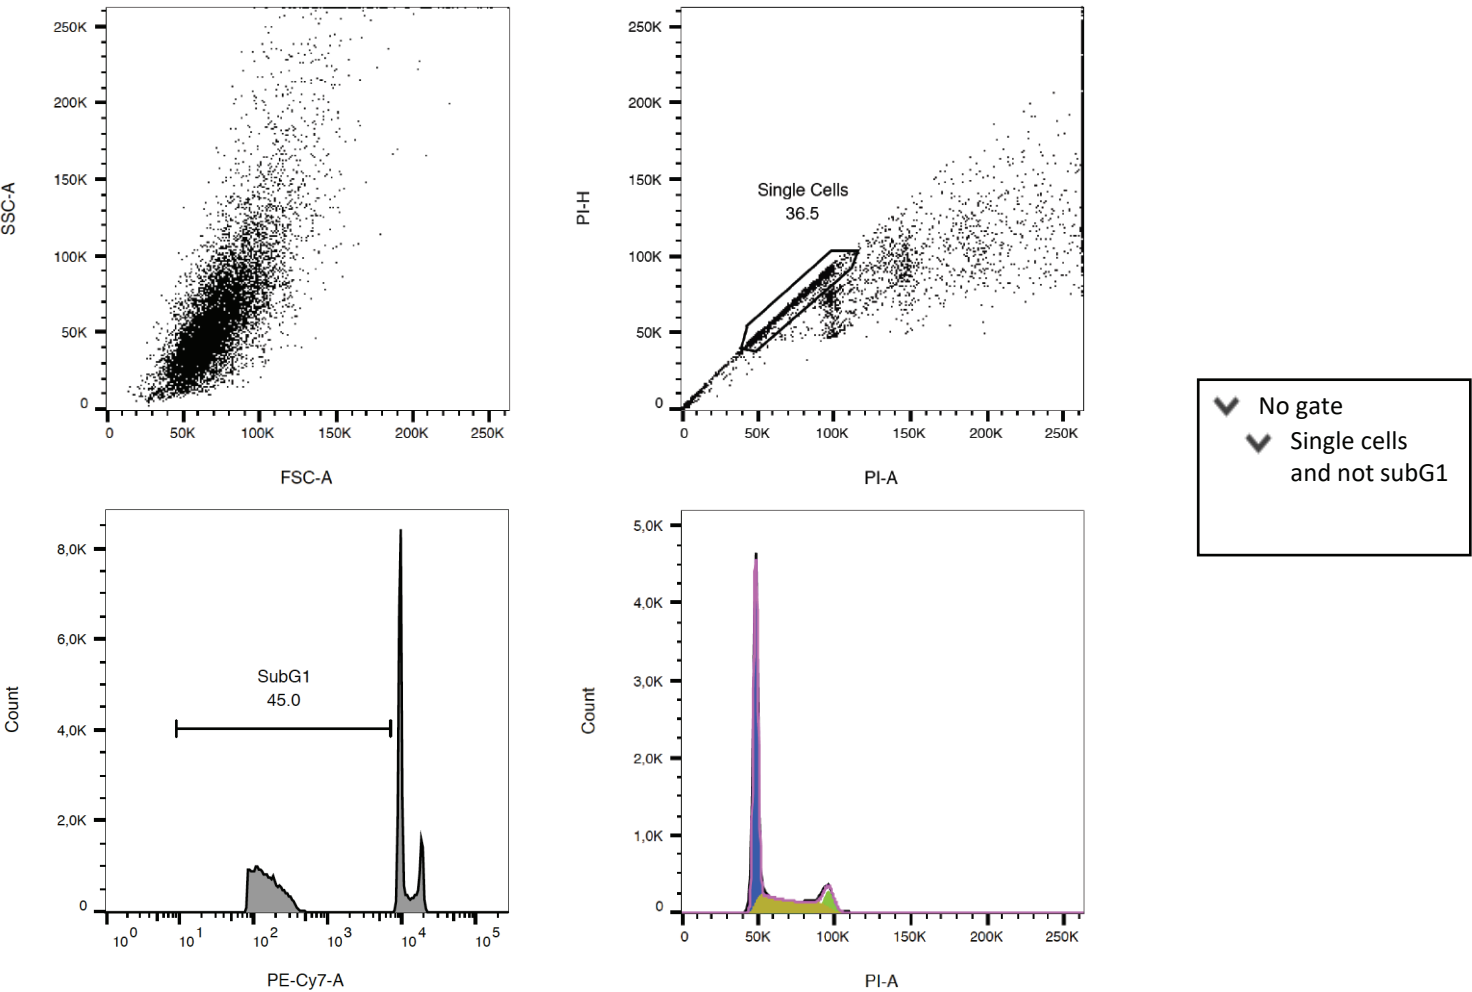 250K
200K
150K
100K
50K
0
SSC-A
0
50K
100K
150K
200K
250K
FSC-A
250K
200K
150K
100K
50K
0
PI-H
Single Cells
36.5
0
50K
100K
150K
200K
250K
PI-A
No gate
Single cells
and not subG1
8,0K
6,0K
4,0K
2,0K
0
Count
SubG1
45.0
10^0
10^1
10^2
10^3
10^4
10^5
PE-Cy7-A
5,0K
4,0K
3,0K
2,0K
1,0K
0
Count
0
50K
100K
150K
200K
250K
PI-A